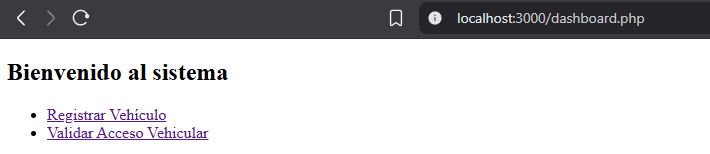 localhost:3000/dashboard.php
Bienvenido al sistema
Registrar Vehículo
Validar Acceso Vehicular